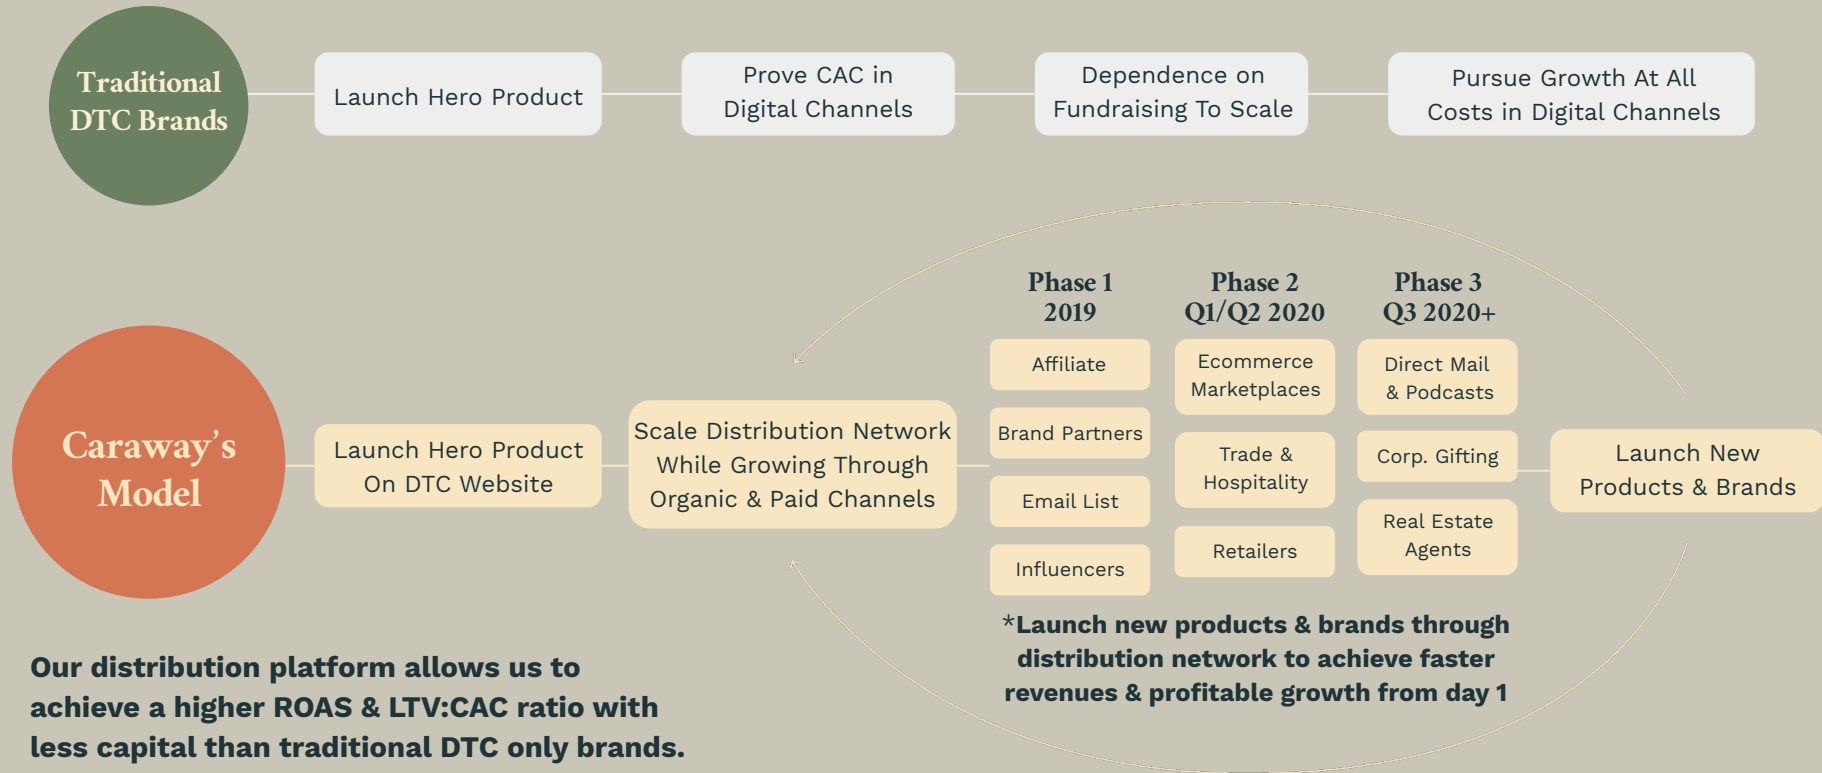 Traditional
DTC Brands
Launch Hero Product
Prove CAC in
Digital Channels
Dependence on
Fundraising To Scale
Pursue Growth At All
Costs in Digital Channels
Caraway's
Model
Launch Hero Product
On DTC Website
Scale Distribution Network
While Growing Through
Organic & Paid Channels
Phase 1
2019
Affiliate
Brand Partners
Email List
Influencers
Phase 2
Q1/Q2 2020
Ecommerce
Marketplaces
Trade &
Hospitality
Retailers
Phase 3
Q3 2020+
Direct Mail
& Podcasts
Corp. Gifting
Real Estate
Agents
Launch New
Products & Brands
*Launch new products & brands through
distribution network to achieve faster
revenues & profitable growth from day 1
Our distribution platform allows us to
achieve a higher ROAS & LTV:CAC ratio with
less capital than traditional DTC only brands.